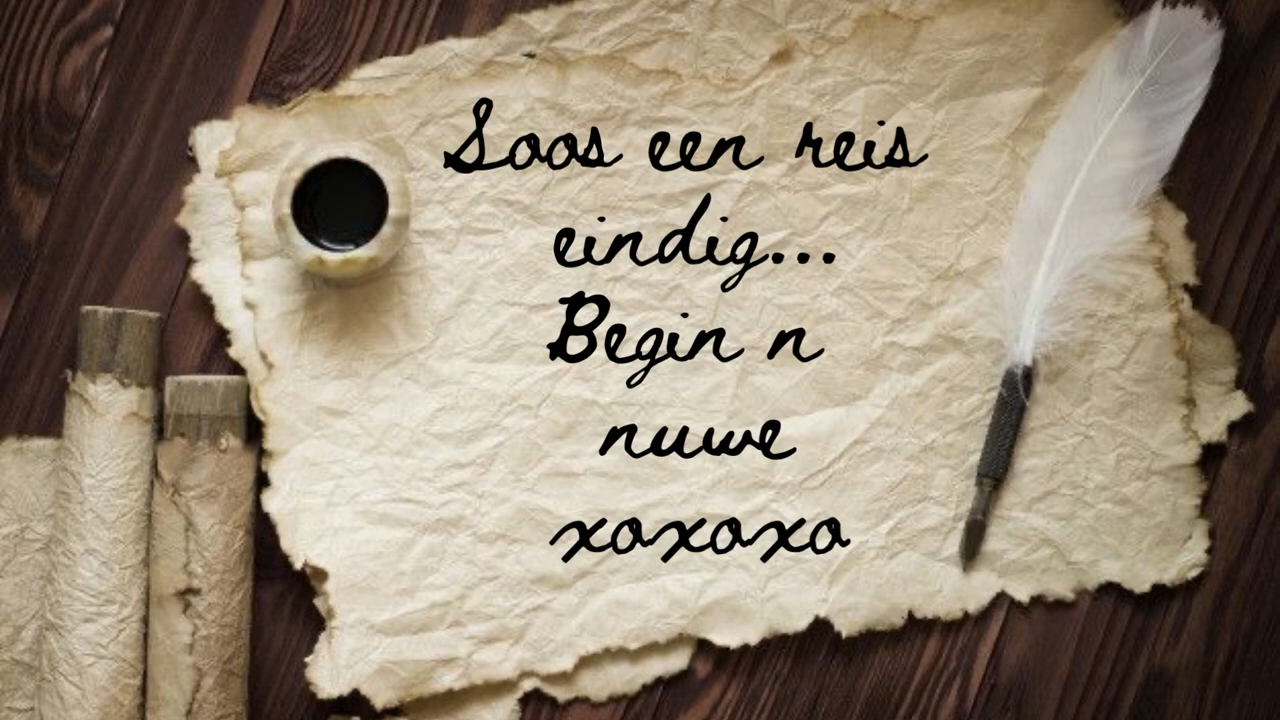 Soos een reis
eindig...
Begin n
nuwe
xoxoxo